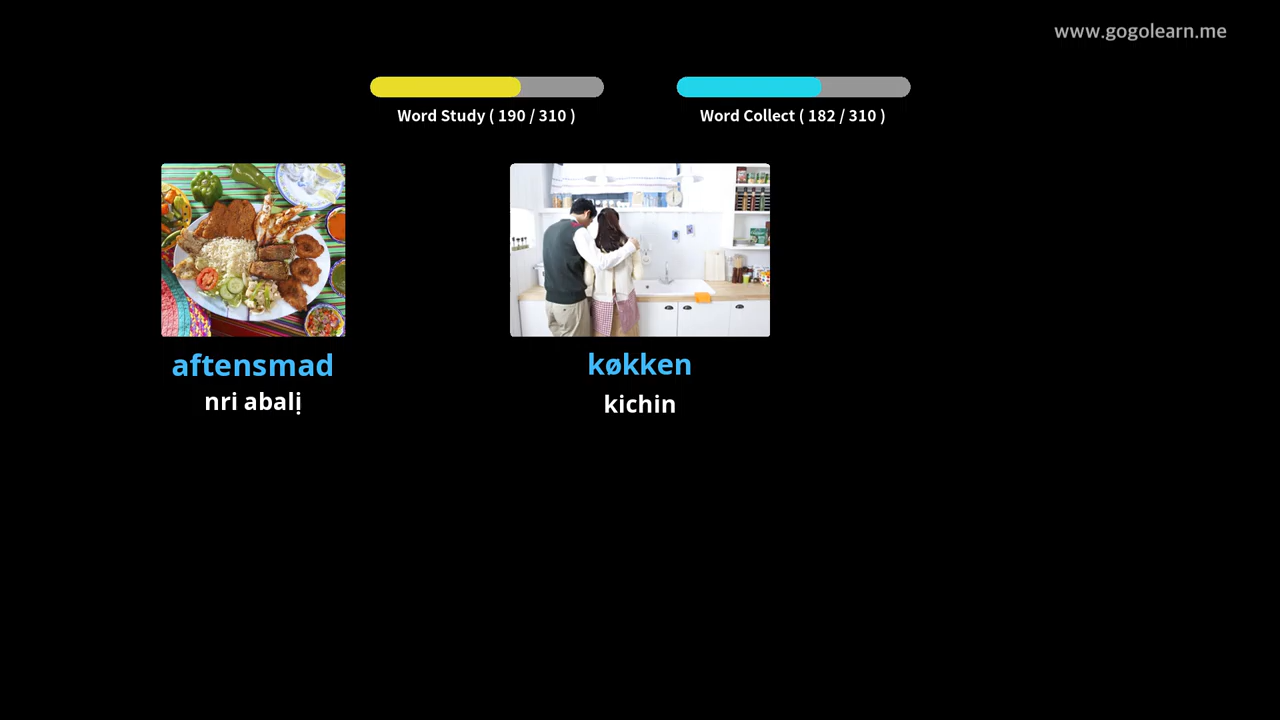 www.gogolearn.me
Word Study ( 190 / 310 )
Word Collect ( 182 / 310 )
aftensmad
nri abalị
køkken
kichin